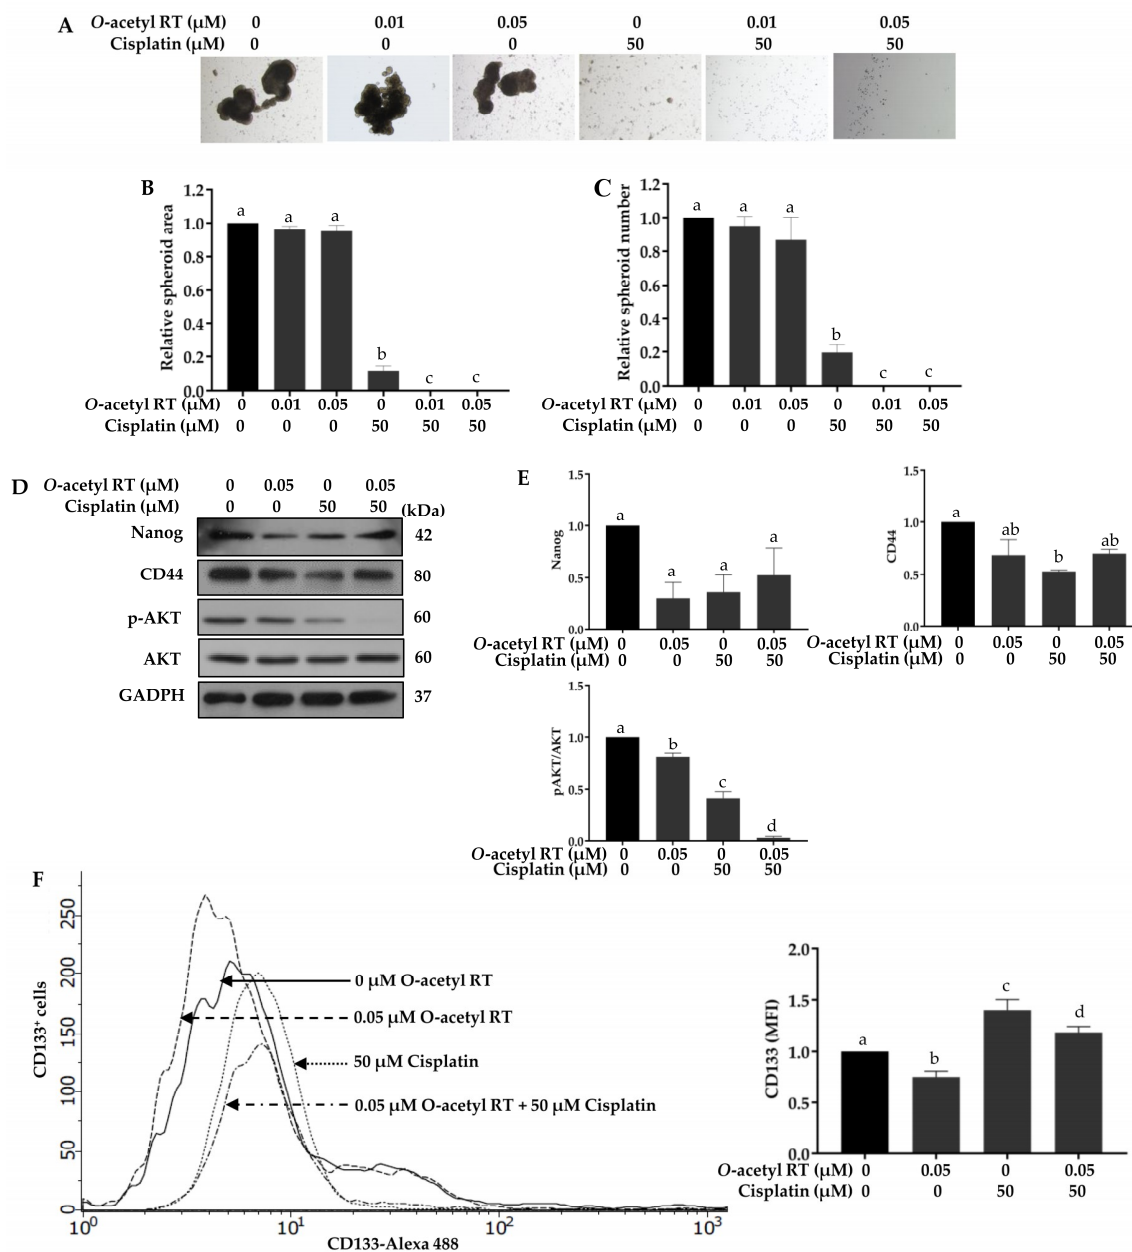 A
O-acetyl RT (µM) 0 0.01 0.05 0 0.01 0.05
Cisplatin (µM) 0 0 0 50 50 50
B
Relative spheroid area
1.2
1.0
0.8
0.6
0.4
0.2
0.0
a a a b c c
O-acetyl RT (µM) 0 0.01 0.05 0 0.01 0.05
Cisplatin (µM) 0 0 0 50 50 50
C
Relative spheroid number
1.2
1.0
0.8
0.6
0.4
0.2
0.0
a a a b c c
O-acetyl RT (µM) 0 0.01 0.05 0 0.01 0.05
Cisplatin (µM) 0 0 0 50 50 50
D
O-acetyl RT (µM) 0 0.05 0 0.05
Cisplatin (µM) 0 0 50 50 (kDa)
Nanog 42
CD44 80
p-AKT 60
AKT 60
GADPH 37
E
Nanog
1.5
1.0
0.5
0.0
a a a a
O-acetyl RT (µM) 0 0.05 0 0.05
Cisplatin (µM) 0 0 50 50
CD44
1.5
1.0
0.5
0.0
a ab b ab
O-acetyl RT (µM) 0 0.05 0 0.05
Cisplatin (µM) 0 0 50 50
pAKT/AKT
1.5
1.0
0.5
0.0
a b c d
O-acetyl RT (µM) 0 0.05 0 0.05
Cisplatin (µM) 0 0 50 50
F
CD133⁺ cells
250
200
150
100
50
0
0 µM O-acetyl RT
0.05 µM O-acetyl RT
50 µM Cisplatin
0.05 µM O-acetyl RT + 50 µM Cisplatin
10⁰ 10¹ 10² 10³
CD133-Alexa 488
CD133 (MFI)
2.0
1.5
1.0
0.5
0.0
a b c d
O-acetyl RT (µM) 0 0.05 0 0.05
Cisplatin (µM) 0 0 50 50